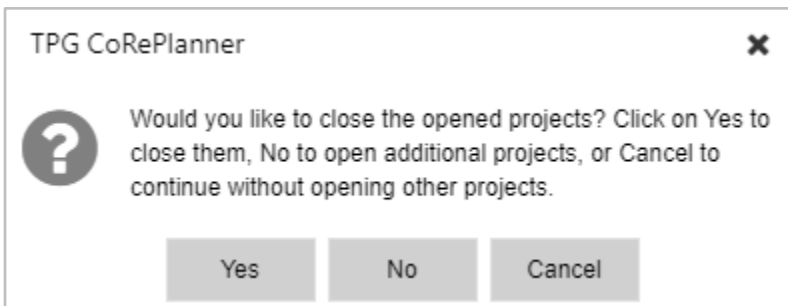 TPG CoRePlanner
Would you like to close the opened projects? Click on Yes to
close them, No to open additional projects, or Cancel to
continue without opening other projects.
Yes No Cancel